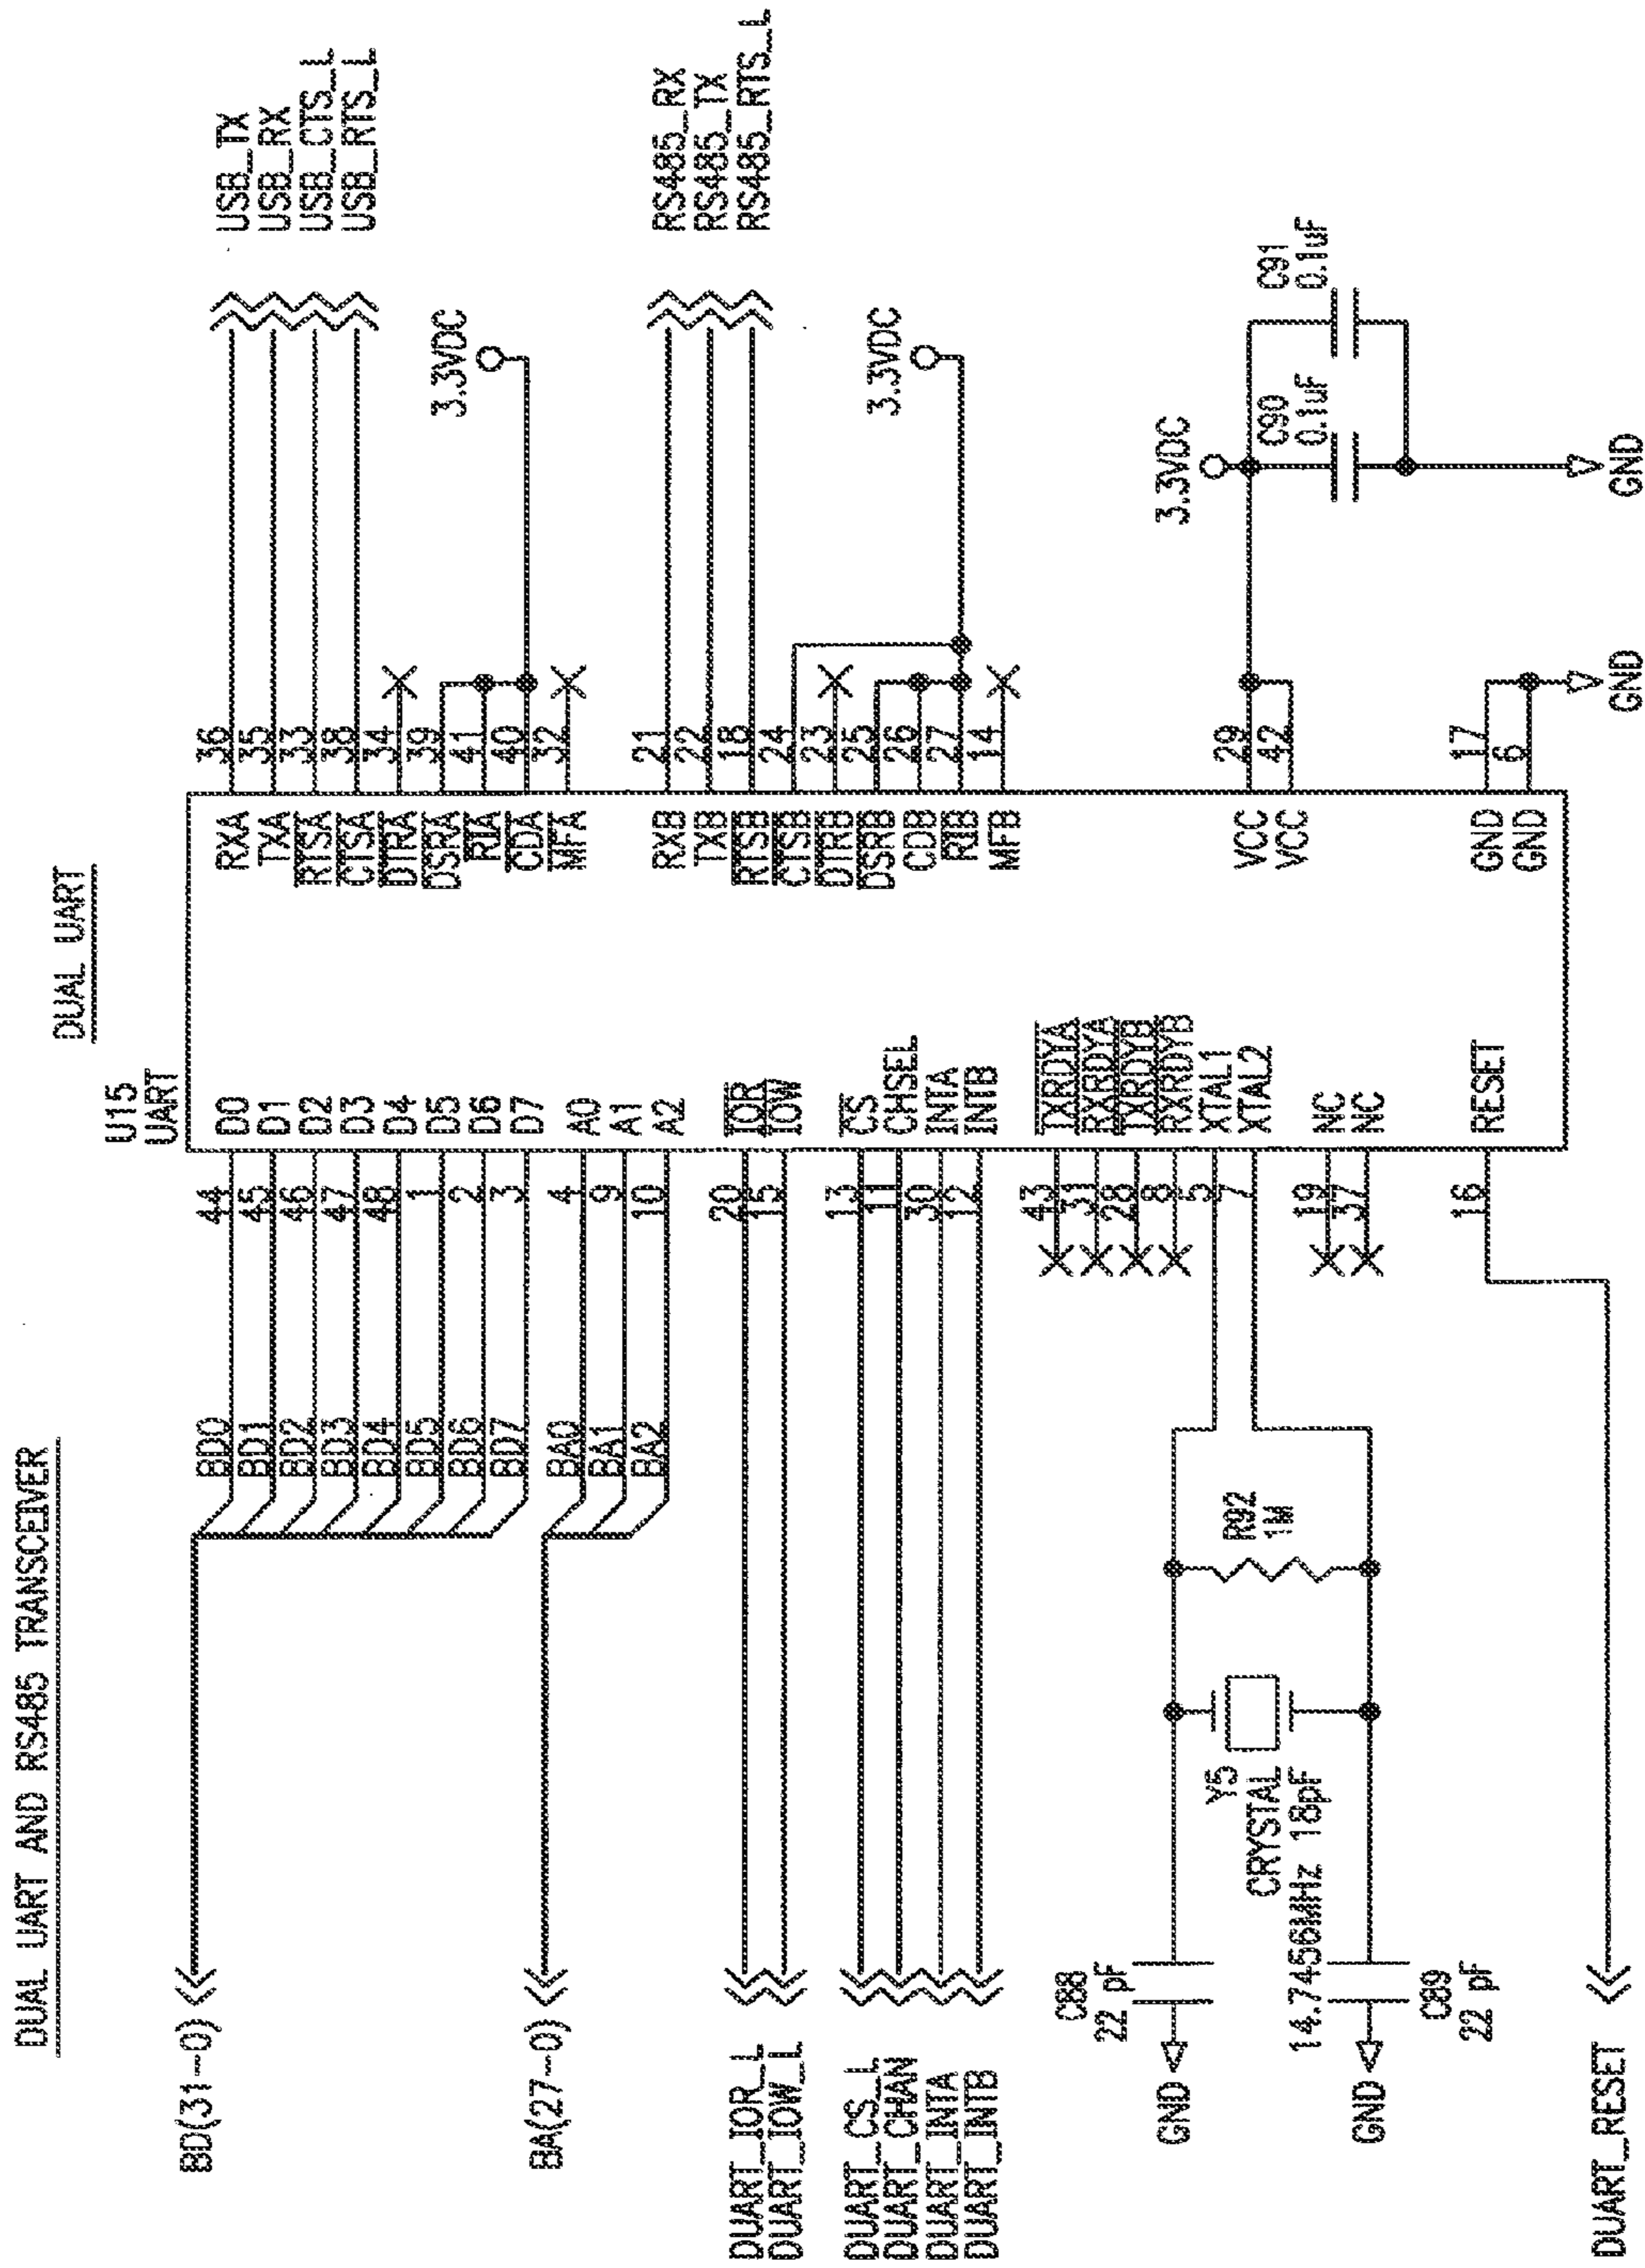 DUAL UART AND RS485 TRANSCEIVER
DUAL UART
U15
UART
BD(31-0)
BD0
BD1
BD2
BD3
BD4
BD5
BD6
BD7
44
45
46
47
48
1
2
3
D0
D1
D2
D3
D4
D5
D6
D7
BA(27-0)
BA0
BA1
BA2
4
9
10
A0
A1
A2
DUART_IOR_L
DUART_IOW_L
20
15
IOR
IOW
DUART_CS_L
DUART_CHAN
DUART_INTA
DUART_INTB
13
11
30
12
CS
CHSEL
INTA
INTB
43
31
28
8
5
7
TXRDYA
RXRDYA
TXRDYB
RXRDYB
XTAL1
XTAL2
19
37
NC
NC
16
RESET
C88
22 pF
GND
Y5
CRYSTAL
14.7456MHz 18pF
R92
1M
GND
C89
22 pF
DUART_RESET
RXA
TXA
RTSA
CTSA
DTRA
DSRA
RIA
CDA
MFA
36
35
33
38
34
39
41
40
32
USB_TX
USB_RX
USB_CTS_L
USB_RTS_L
3.3VDC
RXB
TXB
RTSB
CTSB
DTRB
DSRB
CDB
RIB
MFB
21
22
18
24
23
25
26
27
14
RS485_RX
RS485_TX
RS485_RTS_L
3.3VDC
VCC
VCC
29
42
3.3VDC
C90
0.1uF
C91
0.1uF
GND
GND
GND
17
6
GND